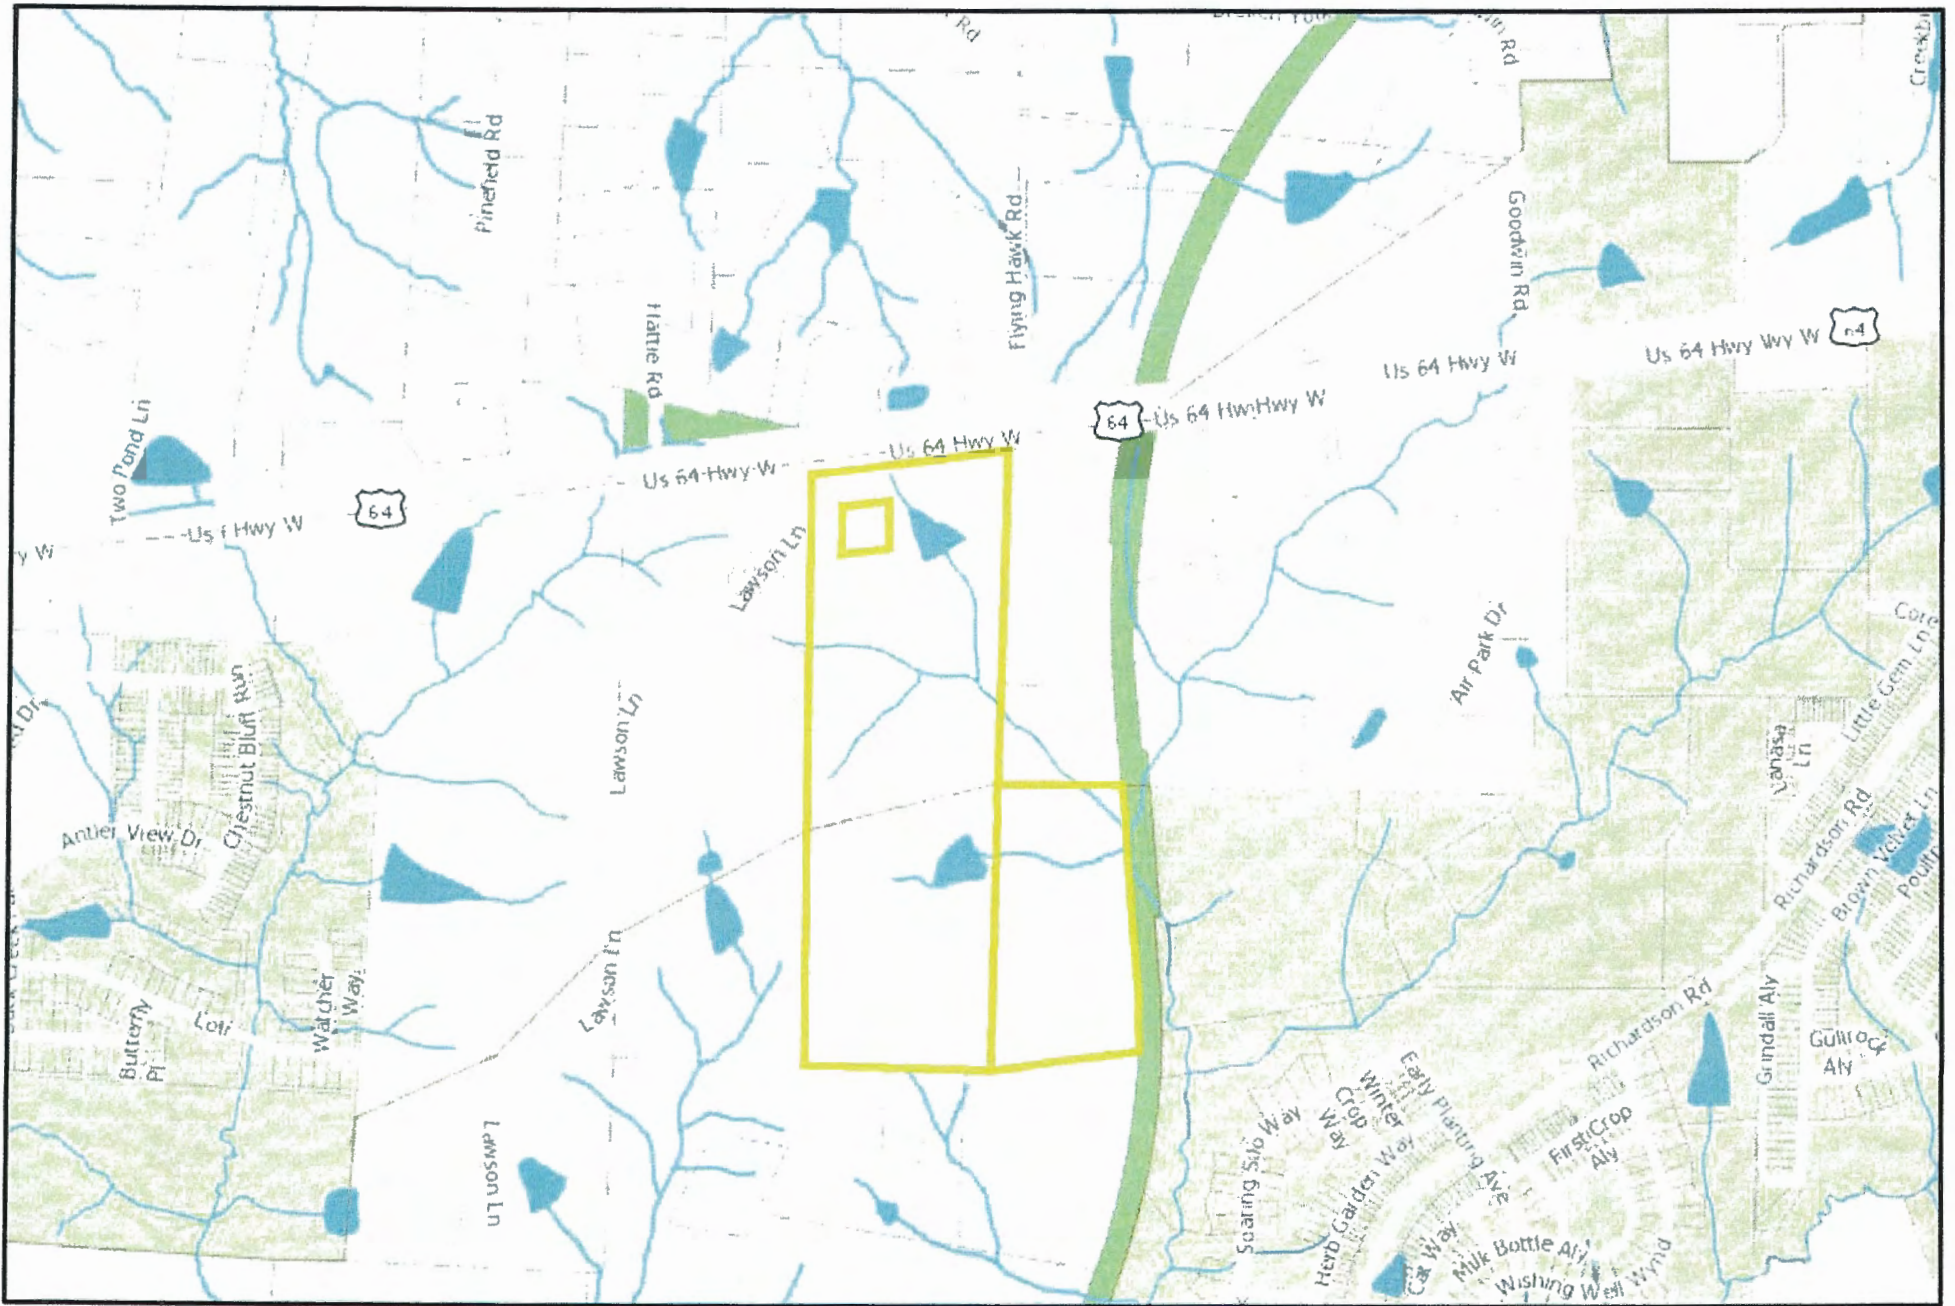 Rd
Pinefield Rd
Flying Hawk Rd
Goodwin Rd
Hattie Rd
Two Pond Ln
64
Us 64 Hwy W
Us 64 Hwy W
Us 64 Hwy W
64
Us 64 Hwy W
64
Hwy W
y W
Lawson Ln
Lawson Ln
Lawson Ln
Lawson Ln
Air Park Dr
Chestnut Bluff Run
Antler View Dr
Butterfly
Pl
Watcher
Way
Little Gem Ln
Vanasa
Ln
Richardson Rd
Brown Velvet Ln
Richardson Rd
Grindall Aly
Gullrock
Aly
Early Planting Ave
Winter
Crop
Way
First Crop
Aly
Soaring Silo Way
Herb Garden Way
Milk Bottle Aly
Wishing Well Wynd